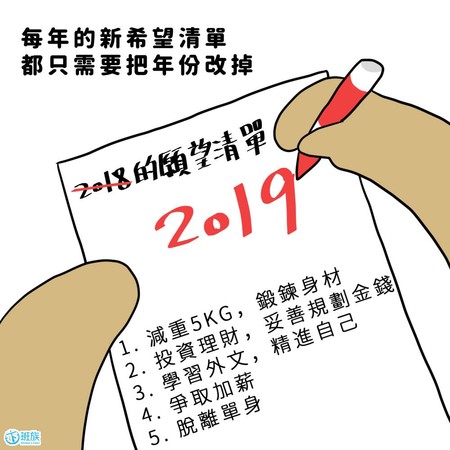 每年的新希望清單
都只需要把年份改掉
2018的願望清單
2019
1. 減重5KG，鍛鍊身材
2. 投資理財，妥善規劃金錢
3. 學習外文，精進自己
4. 爭取加薪
5. 脫離單身
班族